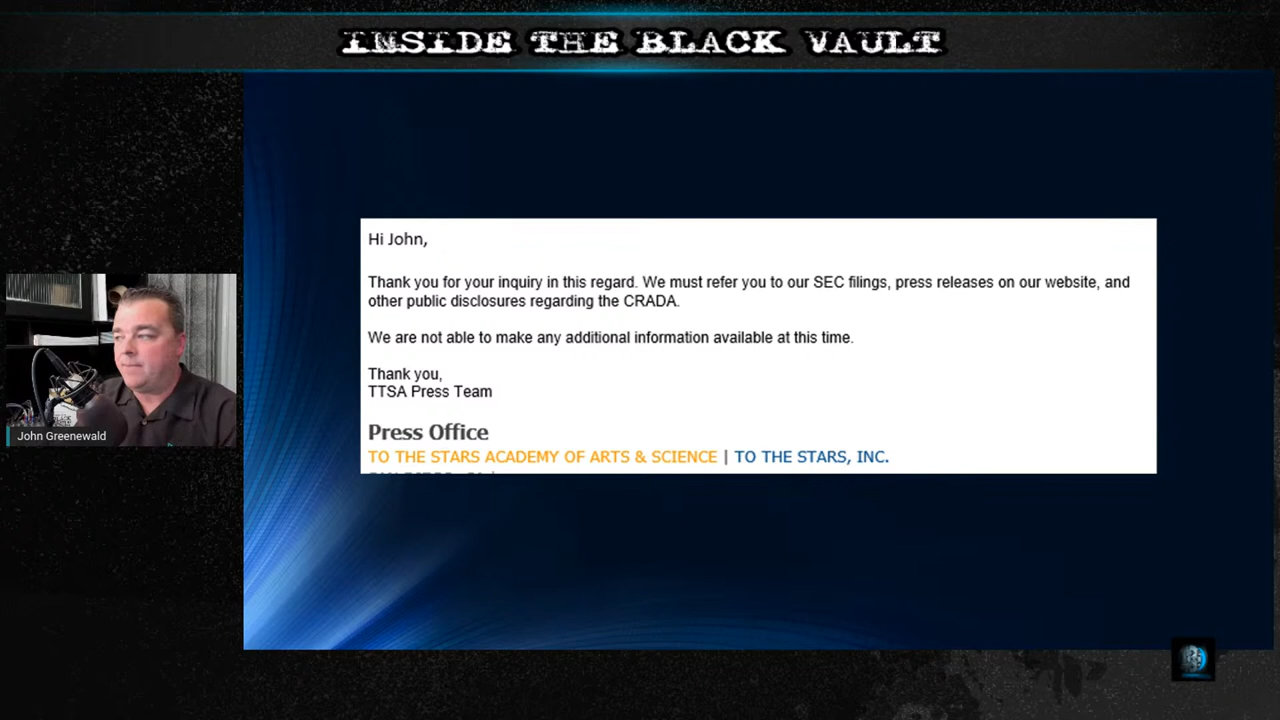 INSIDE THE BLACK VAULT
Hi John,
Thank you for your inquiry in this regard. We must refer you to our SEC filings, press releases on our website, and
other public disclosures regarding the CRADA.
We are not able to make any additional information available at this time.
Thank you,
TTSA Press Team
Press Office
TO THE STARS ACADEMY OF ARTS & SCIENCE | TO THE STARS, INC.
John Greenewald